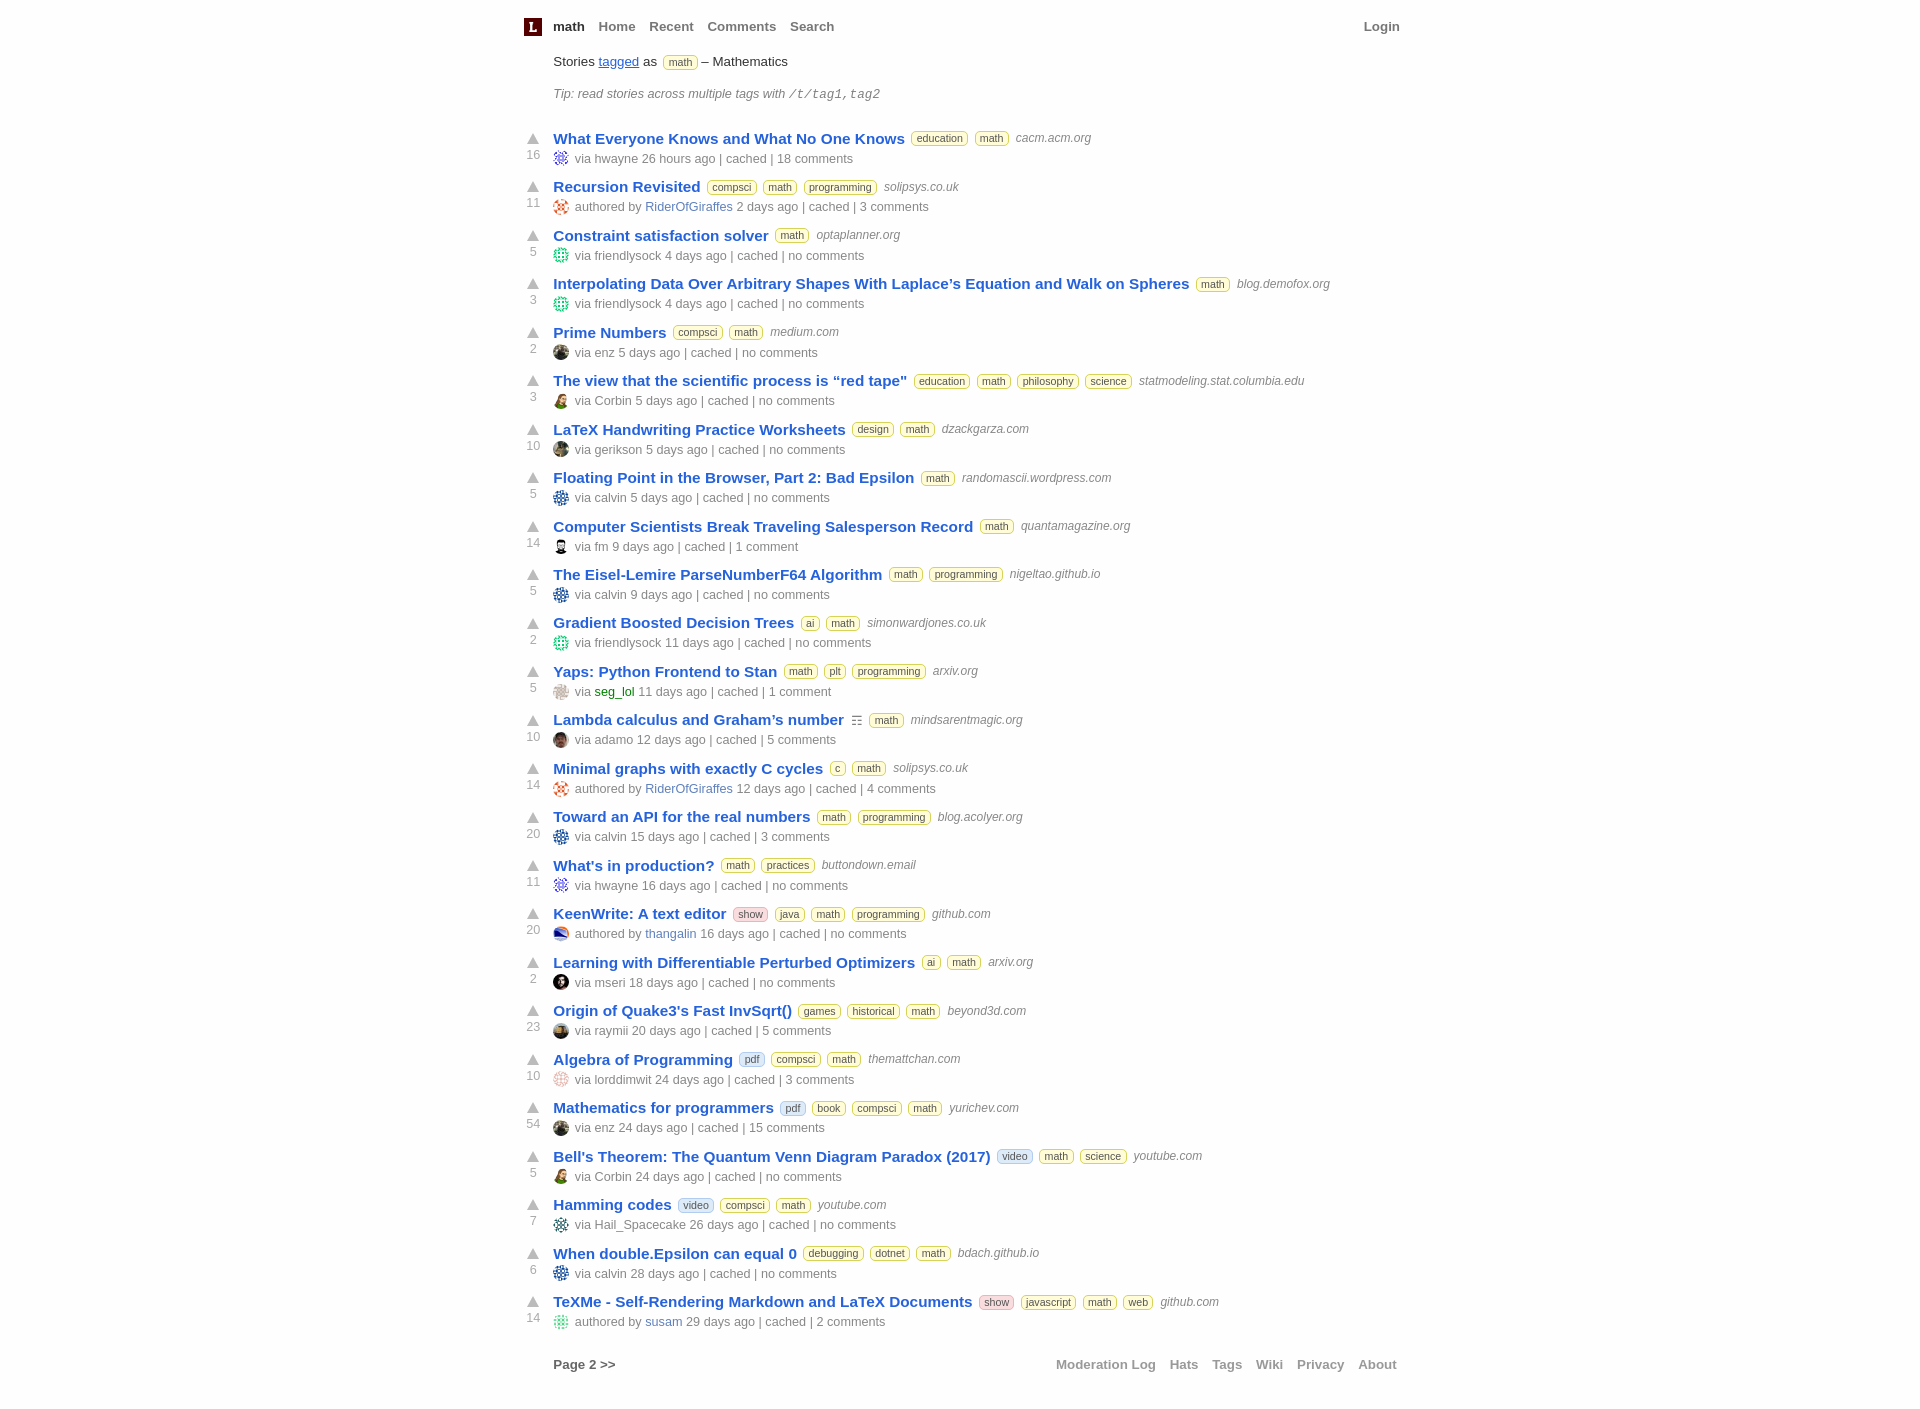 L math Home Recent Comments Search Login
Stories tagged as math – Mathematics
Tip: read stories across multiple tags with /t/tag1,tag2
What Everyone Knows and What No One Knows education math cacm.acm.org
16 via hwayne 26 hours ago | cached | 18 comments
Recursion Revisited compsci math programming solipsys.co.uk
11 authored by RiderOfGiraffes 2 days ago | cached | 3 comments
Constraint satisfaction solver math optaplanner.org
5 via friendlysock 4 days ago | cached | no comments
Interpolating Data Over Arbitrary Shapes With Laplace’s Equation and Walk on Spheres math blog.demofox.org
3 via friendlysock 4 days ago | cached | no comments
Prime Numbers compsci math medium.com
2 via enz 5 days ago | cached | no comments
The view that the scientific process is “red tape" education math philosophy science statmodeling.stat.columbia.edu
3 via Corbin 5 days ago | cached | no comments
LaTeX Handwriting Practice Worksheets design math dzackgarza.com
10 via gerikson 5 days ago | cached | no comments
Floating Point in the Browser, Part 2: Bad Epsilon math randomascii.wordpress.com
5 via calvin 5 days ago | cached | no comments
Computer Scientists Break Traveling Salesperson Record math quantamagazine.org
14 via fm 9 days ago | cached | 1 comment
The Eisel-Lemire ParseNumberF64 Algorithm math programming nigeltao.github.io
5 via calvin 9 days ago | cached | no comments
Gradient Boosted Decision Trees ai math simonwardjones.co.uk
2 via friendlysock 11 days ago | cached | no comments
Yaps: Python Frontend to Stan math plt programming arxiv.org
5 via seg_lol 11 days ago | cached | 1 comment
Lambda calculus and Graham’s number ☶ math mindsarentmagic.org
10 via adamo 12 days ago | cached | 5 comments
Minimal graphs with exactly C cycles c math solipsys.co.uk
14 authored by RiderOfGiraffes 12 days ago | cached | 4 comments
Toward an API for the real numbers math programming blog.acolyer.org
20 via calvin 15 days ago | cached | 3 comments
What's in production? math practices buttondown.email
11 via hwayne 16 days ago | cached | no comments
KeenWrite: A text editor show java math programming github.com
20 authored by thangalin 16 days ago | cached | no comments
Learning with Differentiable Perturbed Optimizers ai math arxiv.org
2 via mseri 18 days ago | cached | no comments
Origin of Quake3's Fast InvSqrt() games historical math beyond3d.com
23 via raymii 20 days ago | cached | 5 comments
Algebra of Programming pdf compsci math themattchan.com
10 via lorddimwit 24 days ago | cached | 3 comments
Mathematics for programmers pdf book compsci math yurichev.com
54 via enz 24 days ago | cached | 15 comments
Bell's Theorem: The Quantum Venn Diagram Paradox (2017) video math science youtube.com
5 via Corbin 24 days ago | cached | no comments
Hamming codes video compsci math youtube.com
7 via Hail_Spacecake 26 days ago | cached | no comments
When double.Epsilon can equal 0 debugging dotnet math bdach.github.io
6 via calvin 28 days ago | cached | no comments
TeXMe - Self-Rendering Markdown and LaTeX Documents show javascript math web github.com
14 authored by susam 29 days ago | cached | 2 comments
Page 2 >> Moderation Log Hats Tags Wiki Privacy About